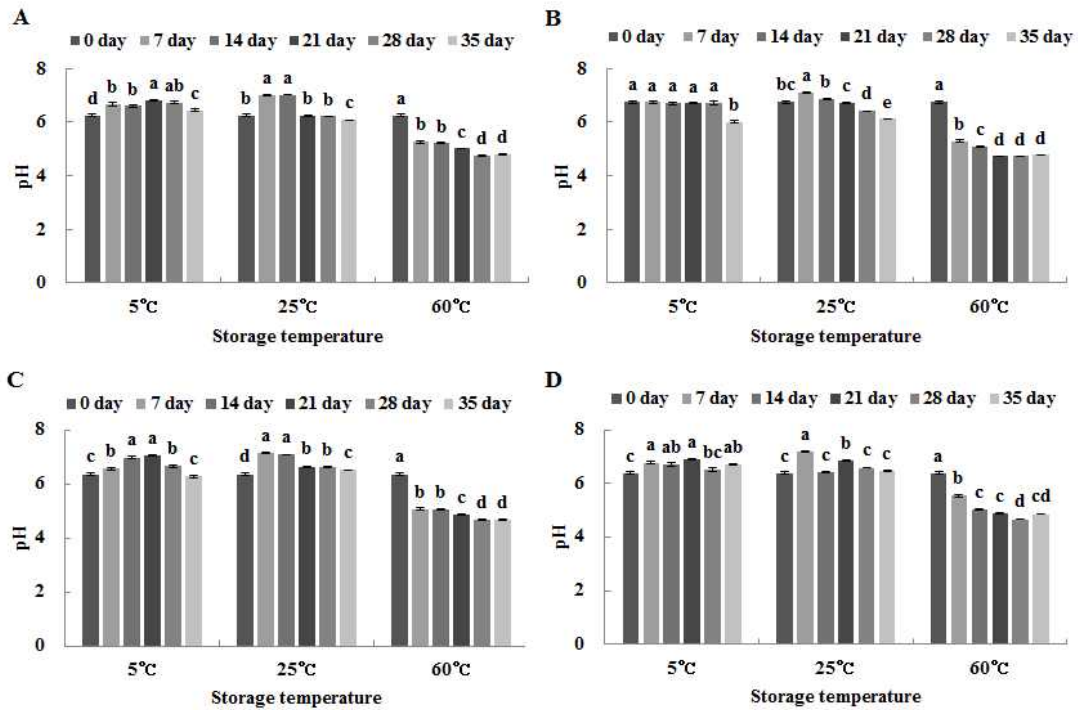 A
■ 0 day ■ 7 day ■ 14 day ■ 21 day ■ 28 day ■ 35 day
8
6
4
2
0
pH
d b b a ab c
b a a b b c
a b b c d d
5℃ 25℃ 60℃
Storage temperature
B
■ 0 day ■ 7 day ■ 14 day ■ 21 day ■ 28 day ■ 35 day
8
6
4
2
0
pH
a a a a a b
bc a b c d e
a b c d d d
5℃ 25℃ 60℃
Storage temperature
C
■ 0 day ■ 7 day ■ 14 day ■ 21 day ■ 28 day ■ 35 day
8
6
4
2
0
pH
c b a a b c
d a a b b c
a b b c d d
5℃ 25℃ 60℃
Storage temperature
D
■ 0 day ■ 7 day ■ 14 day ■ 21 day ■ 28 day ■ 35 day
8
6
4
2
0
pH
c a ab a bc ab
c a c b c c
a b c c d cd
5℃ 25℃ 60℃
Storage temperature